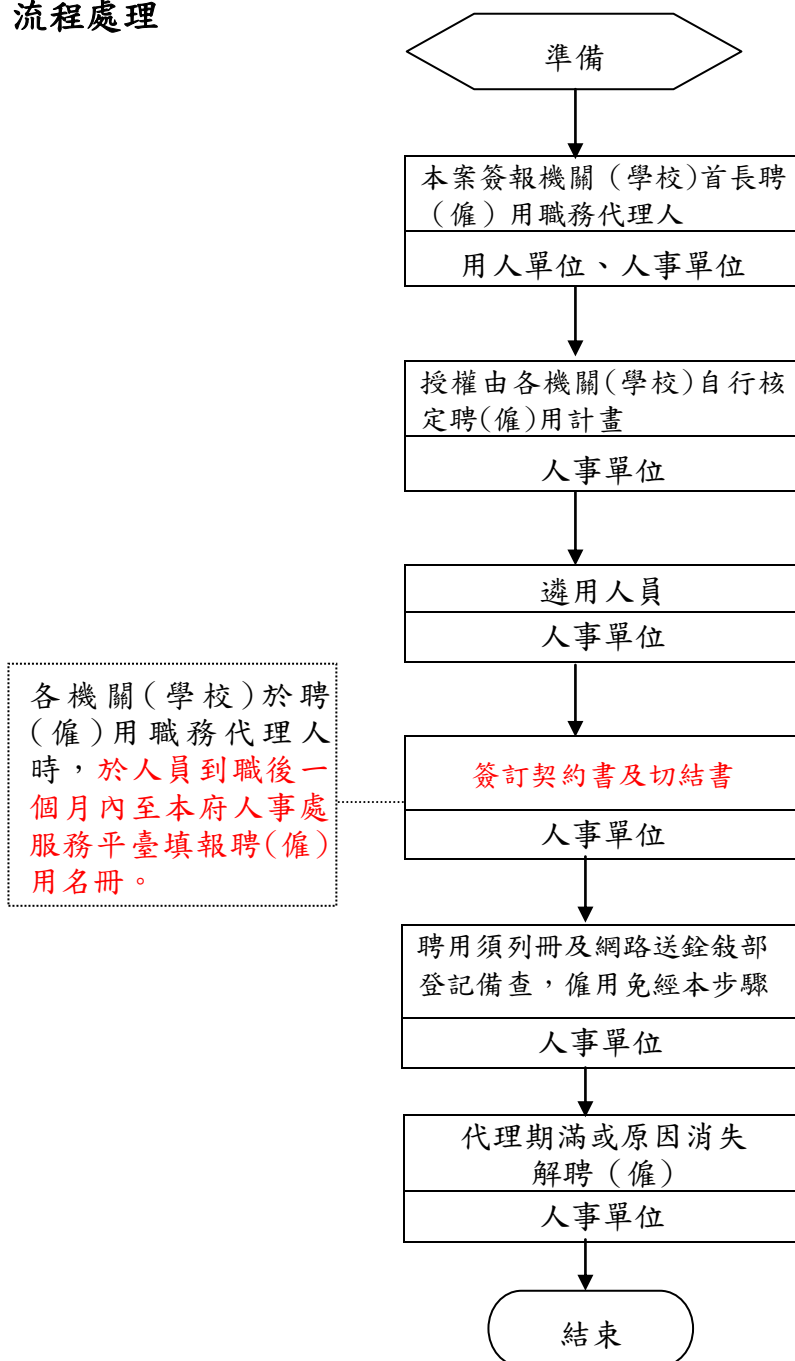 流程處理
準備
本案簽報機關（學校)首長聘
（僱）用職務代理人
用人單位、人事單位
授權由各機關(學校)自行核
定聘(僱)用計畫
人事單位
遴用人員
人事單位
各機關(學校)於聘
(僱)用職務代理人
時，於人員到職後一
個月內至本府人事處
服務平臺填報聘(僱)
用名冊。
簽訂契約書及切結書
人事單位
聘用須列冊及網路送銓敍部
登記備查，僱用免經本步驟
人事單位
代理期滿或原因消失
解聘（僱）
人事單位
結束